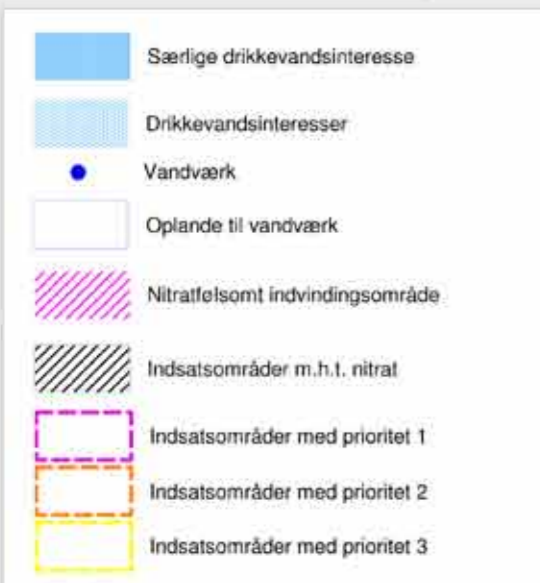 Særlige drikkevandsinteresse
Drikkevandsinteresser
Vandværk
Oplande til vandværk
Nitratfølsomt indvindingsområde
Indsatsområder m.h.t. nitrat
Indsatsområder med prioritet 1
Indsatsområder med prioritet 2
Indsatsområder med prioritet 3